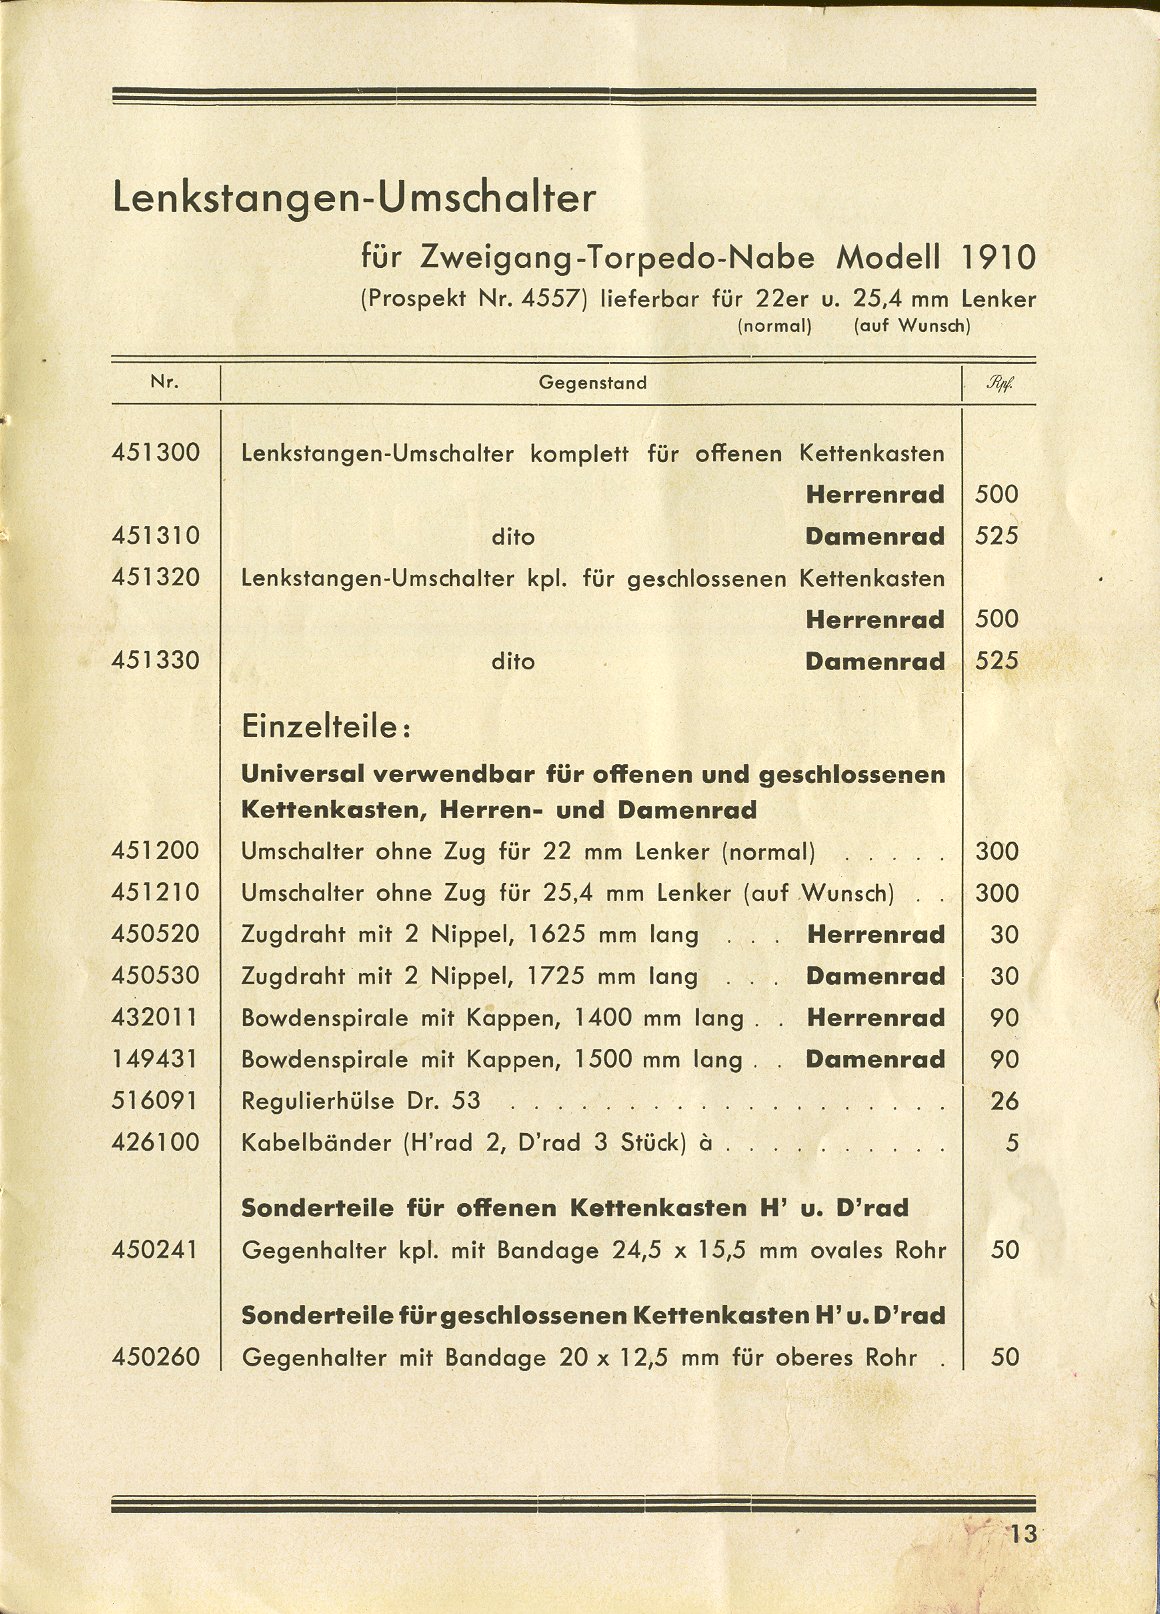 Lenkstangen-Umschalter
für Zweigang-Torpedo-Nabe Modell 1910
(Prospekt Nr. 4557) lieferbar für 22er u. 25,4 mm Lenker
(normal) (auf Wunsch)
Nr. Gegenstand Rpf.
451300 Lenkstangen-Umschalter komplett für offenen Kettenkasten
Herrenrad 500
451310 dito Damenrad 525
451320 Lenkstangen-Umschalter kpl. für geschlossenen Kettenkasten
Herrenrad 500
451330 dito Damenrad 525
Einzelteile:
Universal verwendbar für offenen und geschlossenen
Kettenkasten, Herren- und Damenrad
451200 Umschalter ohne Zug für 22 mm Lenker (normal) . . . . . 300
451210 Umschalter ohne Zug für 25,4 mm Lenker (auf Wunsch) . . 300
450520 Zugdraht mit 2 Nippel, 1625 mm lang . . . Herrenrad 30
450530 Zugdraht mit 2 Nippel, 1725 mm lang . . . Damenrad 30
432011 Bowdenspirale mit Kappen, 1400 mm lang . . Herrenrad 90
149431 Bowdenspirale mit Kappen, 1500 mm lang . . Damenrad 90
516091 Regulierhülse Dr. 53 . . . . . . . . . . . . . . . . . . 26
426100 Kabelbänder (H'rad 2, D'rad 3 Stück) à . . . . . . . . . . 5
Sonderteile für offenen Kettenkasten H' u. D'rad
450241 Gegenhalter kpl. mit Bandage 24,5 x 15,5 mm ovales Rohr 50
Sonderteile für geschlossenen Kettenkasten H' u. D'rad
450260 Gegenhalter mit Bandage 20 x 12,5 mm für oberes Rohr . 50
13